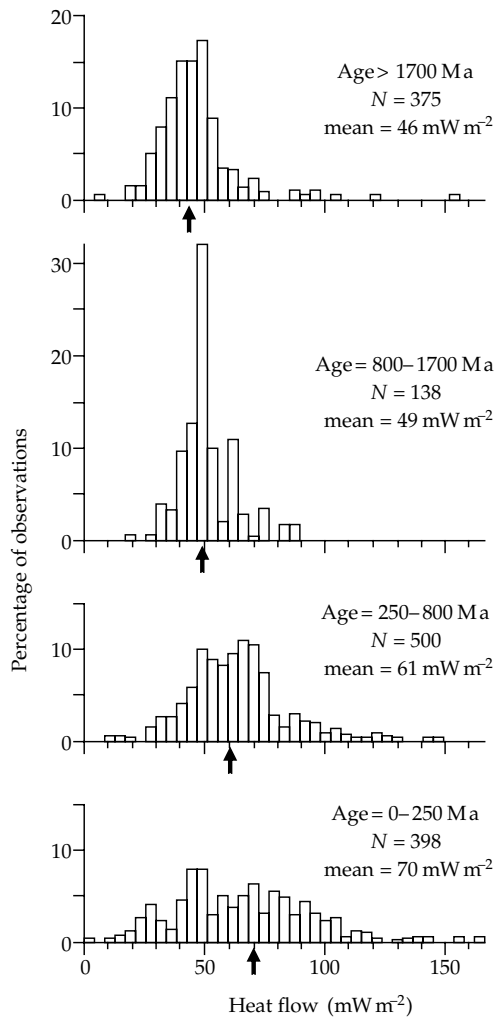 20
10
0
Age > 1700 Ma
N = 375
mean = 46 mW m⁻²
30
20
10
0
Age = 800–1700 Ma
N = 138
mean = 49 mW m⁻²
Percentage of observations
10
0
Age = 250–800 Ma
N = 500
mean = 61 mW m⁻²
10
0
Age = 0–250 Ma
N = 398
mean = 70 mW m⁻²
0 50 100 150
Heat flow (mW m⁻²)